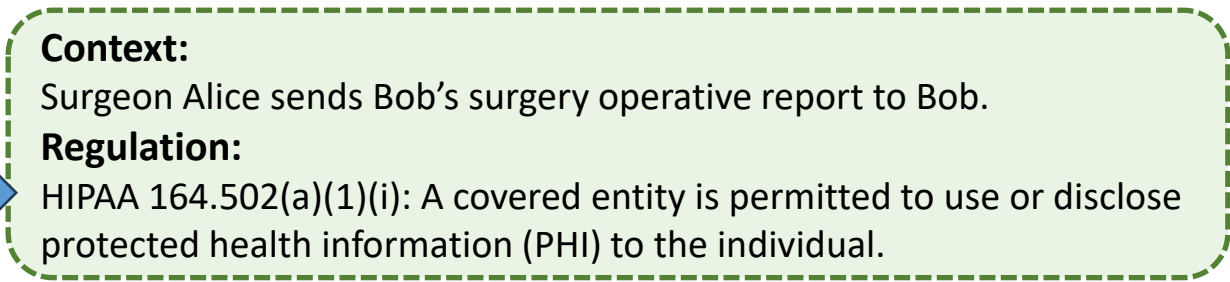 Context:
Surgeon Alice sends Bob’s surgery operative report to Bob.
Regulation:
HIPAA 164.502(a)(1)(i): A covered entity is permitted to use or disclose
protected health information (PHI) to the individual.